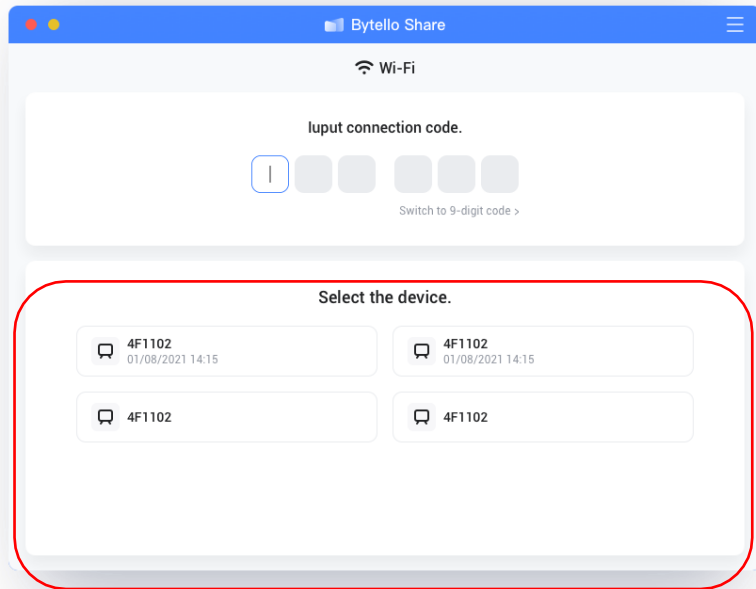 Bytello Share
Wi-Fi
Iuput connection code.
Switch to 9-digit code >
Select the device.
4F1102
01/08/2021 14:15
4F1102
01/08/2021 14:15
4F1102
4F1102